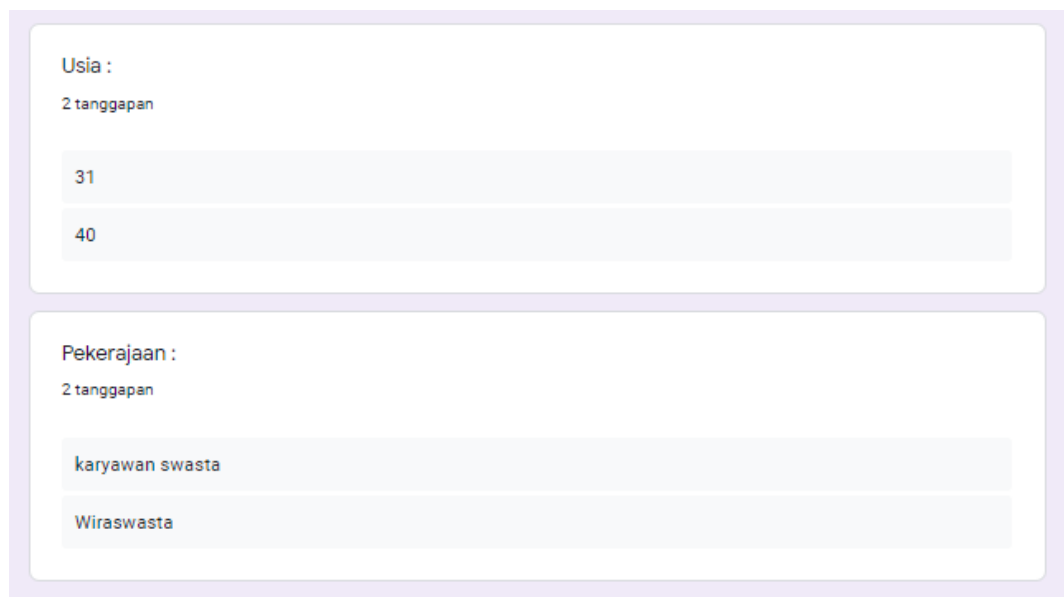 Usia :
2 tanggapan
31
40
Pekerajaan :
2 tanggapan
karyawan swasta
Wiraswasta